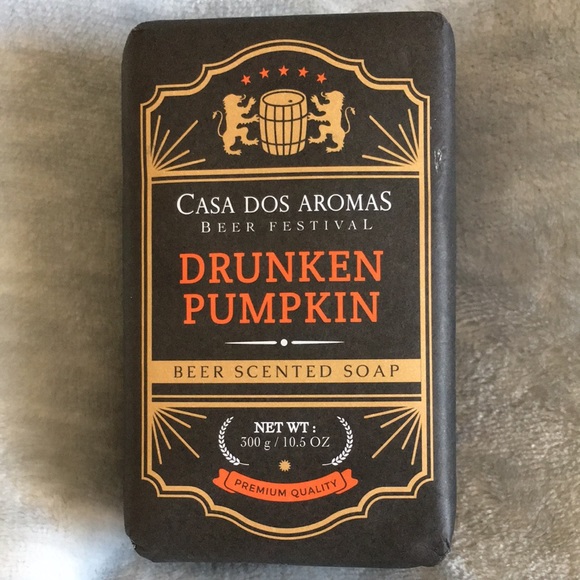 CASA DOS AROMAS
BEER FESTIVAL
DRUNKEN
PUMPKIN
BEER SCENTED SOAP
NET WT :
300 g / 10.5 OZ
PREMIUM QUALITY